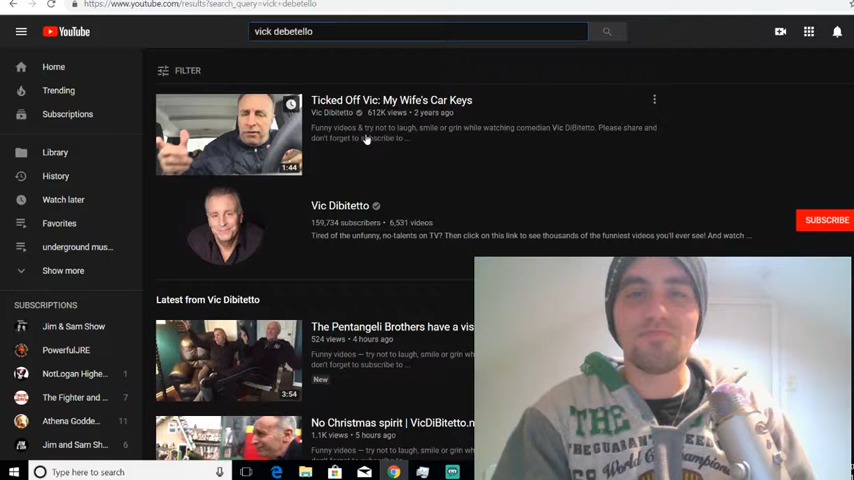 https://www.youtube.com/results?search_query=vick+debetello
YouTube
vick debetello
Home
Trending
Subscriptions
Library
History
Watch later
Favorites
underground mus...
Show more
SUBSCRIPTIONS
Jim & Sam Show
PowerfulJRE
NotLogan Highe... 1
The Fighter and ... 1
Athena Godde... 11
Jim and Sam Sh... 6
FILTER
1:44
Ticked Off Vic: My Wife's Car Keys
Vic Dibitetto 612K views • 2 years ago
Funny videos & try not to laugh, smile or grin while watching comedian Vic DiBitetto. Please share and
don't forget to subscribe to ...
Vic Dibitetto
159,734 subscribers • 6,531 videos
Tired of the unfunny, no-talents on TV? Then click on this link to see thousands of the funniest videos you'll ever see! And watch ...
SUBSCRIBE
Latest from Vic Dibitetto
3:54
The Pentangeli Brothers have a vis
524 views • 4 hours ago
Funny videos — try not to laugh, smile or grin
don't forget to subscribe to ...
New
No Christmas spirit | VicDiBitetto.n
1.1K views • 5 hours ago
Funny videos — try not to laugh, smile or grin
THE
World Champions
Type here to search